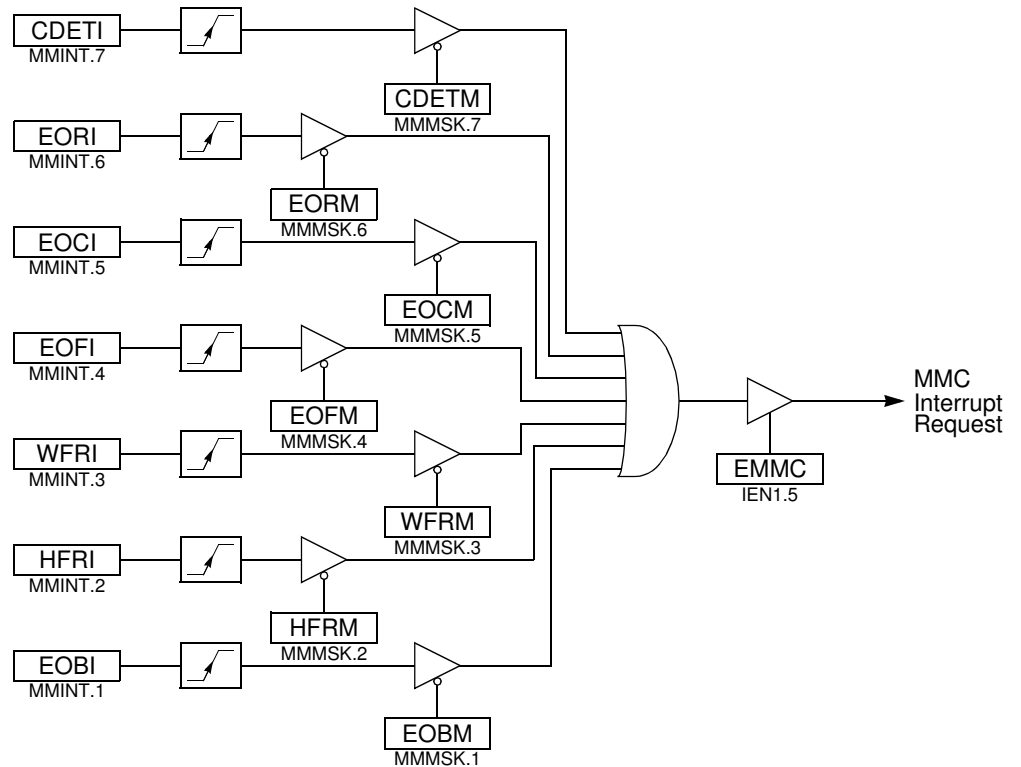 CDETI
MMINT.7
CDETM
MMMSK.7
EORI
MMINT.6
EORM
MMMSK.6
EOCI
MMINT.5
EOCM
MMMSK.5
EOFI
MMINT.4
EOFM
MMMSK.4
WFRI
MMINT.3
WFRM
MMMSK.3
HFRI
MMINT.2
HFRM
MMMSK.2
EOBI
MMINT.1
EOBM
MMMSK.1
EMMC
IEN1.5
MMC
Interrupt
Request